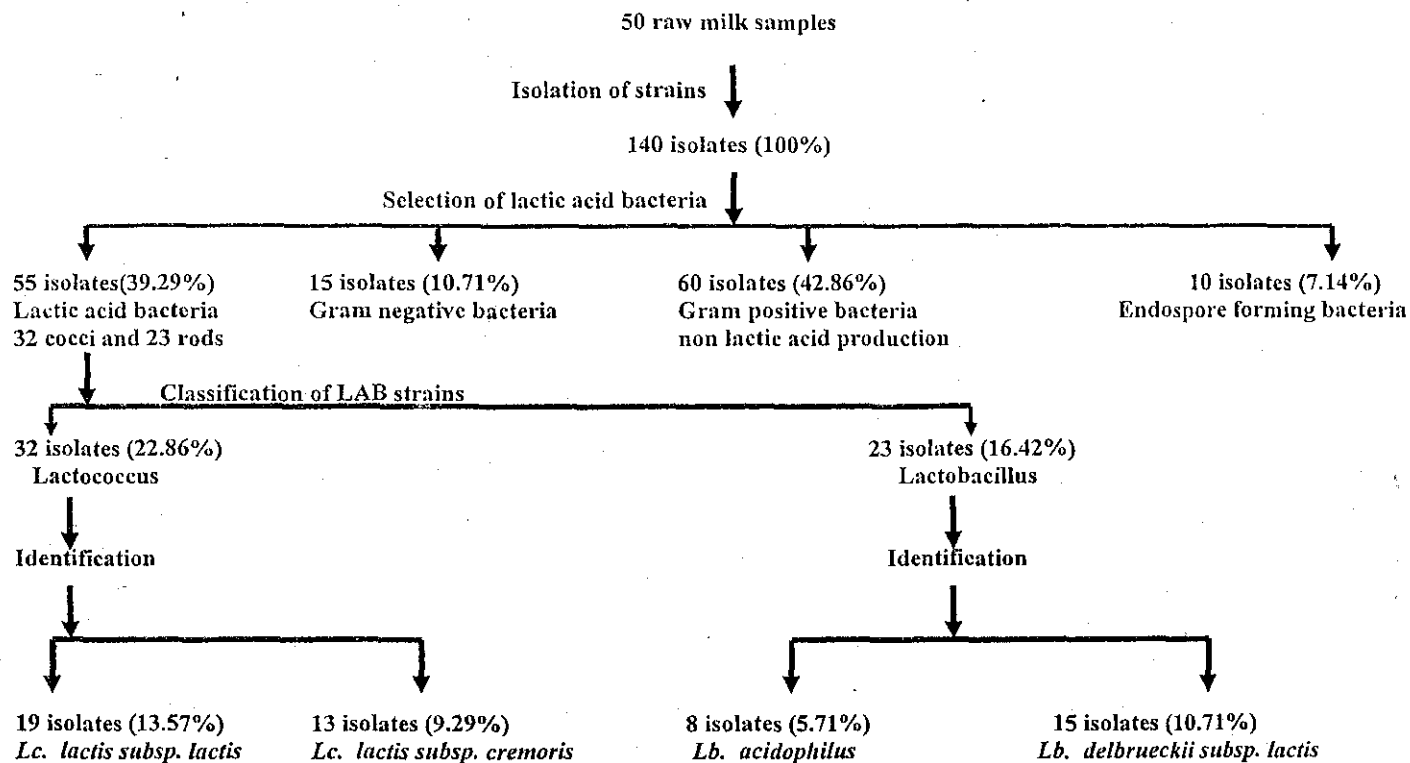 50 raw milk samples
Isolation of strains
140 isolates (100%)
Selection of lactic acid bacteria
55 isolates(39.29%)
Lactic acid bacteria
32 cocci and 23 rods
15 isolates (10.71%)
Gram negative bacteria
60 isolates (42.86%)
Gram positive bacteria
non lactic acid production
10 isolates (7.14%)
Endospore forming bacteria
Classification of LAB strains
32 isolates (22.86%)
Lactococcus
23 isolates (16.42%)
Lactobacillus
Identification
Identification
19 isolates (13.57%)
Lc. lactis subsp. lactis
13 isolates (9.29%)
Lc. lactis subsp. cremoris
8 isolates (5.71%)
Lb. acidophilus
15 isolates (10.71%)
Lb. delbrueckii subsp. lactis